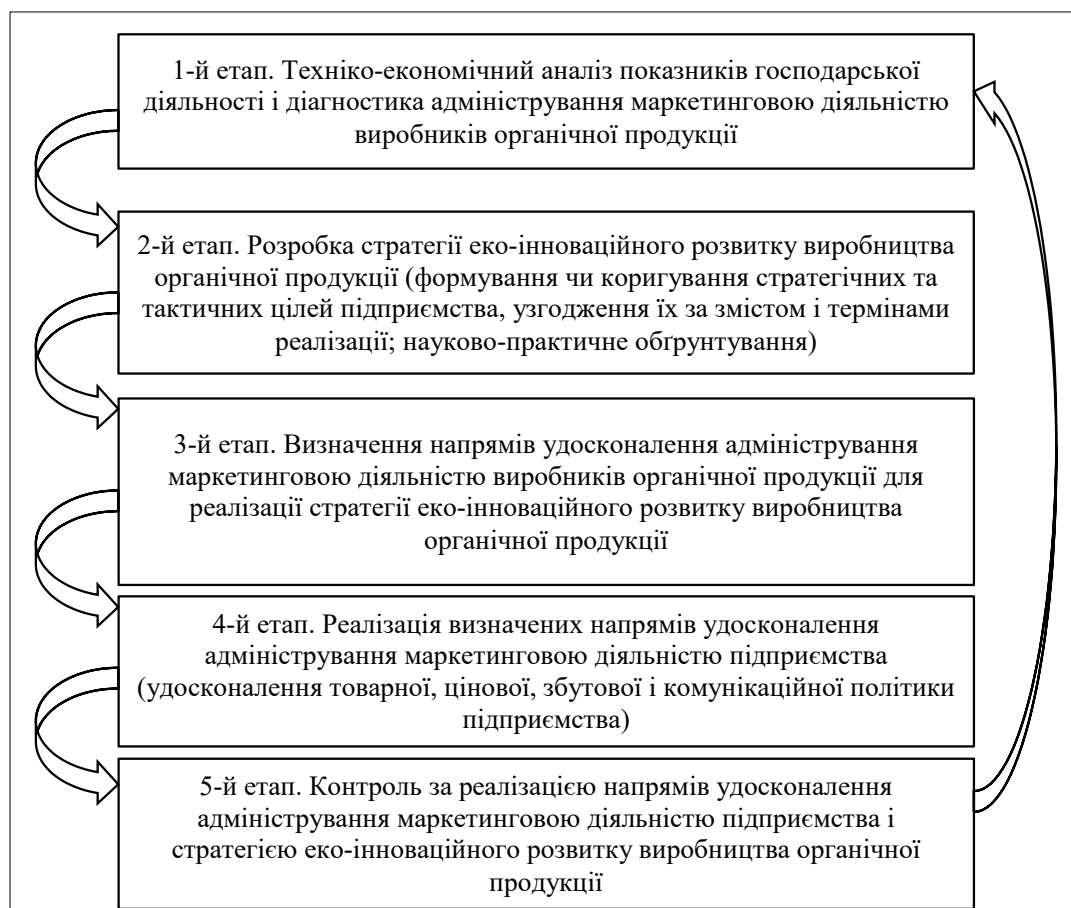 1-й етап. Техніко-економічний аналіз показників господарської
діяльності і діагностика адміністрування маркетинговою діяльністю
виробників органічної продукції
2-й етап. Розробка стратегії еко-інноваційного розвитку виробництва
органічної продукції (формування чи коригування стратегічних та
тактичних цілей підприємства, узгодження їх за змістом і термінами
реалізації; науково-практичне обґрунтування)
3-й етап. Визначення напрямів удосконалення адміністрування
маркетинговою діяльністю виробників органічної продукції для
реалізації стратегії еко-інноваційного розвитку виробництва
органічної продукції
4-й етап. Реалізація визначених напрямів удосконалення
адміністрування маркетинговою діяльністю підприємства
(удосконалення товарної, цінової, збутової і комунікаційної політики
підприємства)
5-й етап. Контроль за реалізацією напрямів удосконалення
адміністрування маркетинговою діяльністю підприємства і
стратегією еко-інноваційного розвитку виробництва органічної
продукції